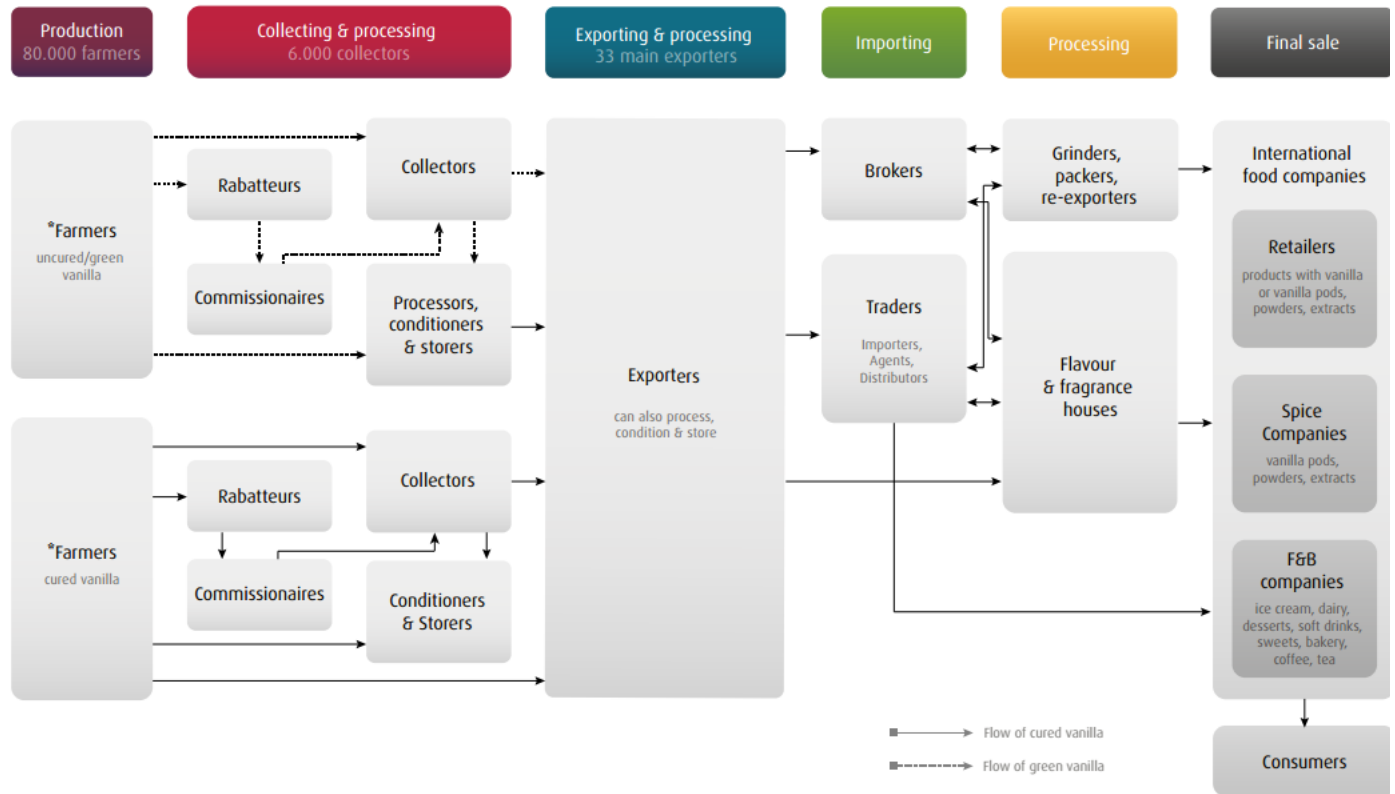 Production
80.000 farmers
Collecting & processing
6.000 collectors
Exporting & processing
33 main exporters
Importing
Processing
Final sale
*Farmers
uncured/green
vanilla
Rabatteurs
Commissionaires
Collectors
Processors,
conditioners
& storers
*Farmers
cured vanilla
Rabatteurs
Commissionaires
Collectors
Conditioners
& Storers
Exporters
can also process,
condition & store
Brokers
Traders
Importers,
Agents,
Distributors
Grinders,
packers,
re-exporters
Flavour
& fragrance
houses
International
food companies
Retailers
products with vanilla
or vanilla pods,
powders, extracts
Spice
Companies
vanilla pods,
powders, extracts
F&B
companies
ice cream, dairy,
desserts, soft drinks,
sweets, bakery,
coffee, tea
Consumers
Flow of cured vanilla
Flow of green vanilla